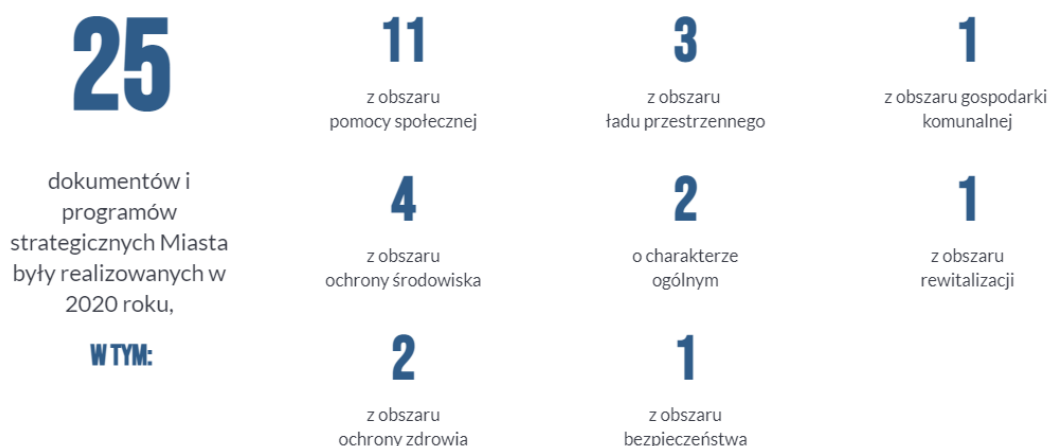 25
dokumentów i
programów
strategicznych Miasta
były realizowanych w
2020 roku,
W TYM:
11
z obszaru
pomocy społecznej
3
z obszaru
ładu przestrzennego
1
z obszaru gospodarki
komunalnej
4
z obszaru
ochrony środowiska
2
o charakterze
ogólnym
1
z obszaru
rewitalizacji
2
z obszaru
ochrony zdrowia
1
z obszaru
bezpieczeństwa